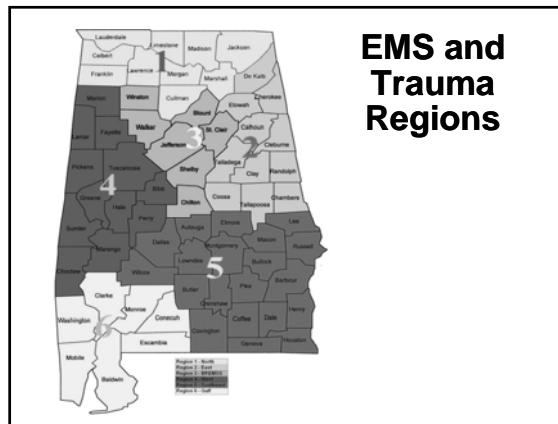 EMS and
Trauma
Regions
Lauderdale
Limestone
Madison
Jackson
Colbert
Lawrence
1
Franklin
Morgan
Marshall
De Kalb
Cherokee
Marion
Winston
Cullman
Blount
Etowah
Lamar
Fayette
Walker
Jefferson
3
St. Clair
Calhoun
2
Cleburne
Pickens
Tuscaloosa
Shelby
Talladega
Clay
Randolph
4
Bibb
Greene
Hale
Perry
Chilton
Coosa
Tallapoosa
Chambers
Sumter
Marengo
Dallas
Autauga
Elmore
Lee
Montgomery
Macon
Russell
Choctaw
Wilcox
Lowndes
5
Bullock
Clarke
Butler
Crenshaw
Pike
Barbour
Washington
6
Monroe
Conecuh
Covington
Coffee
Dale
Henry
Mobile
Escambia
Geneva
Houston
Baldwin
Region 1 - North
Region 2 - East
Region 3 - BREMSS
Region 6 - Gulf